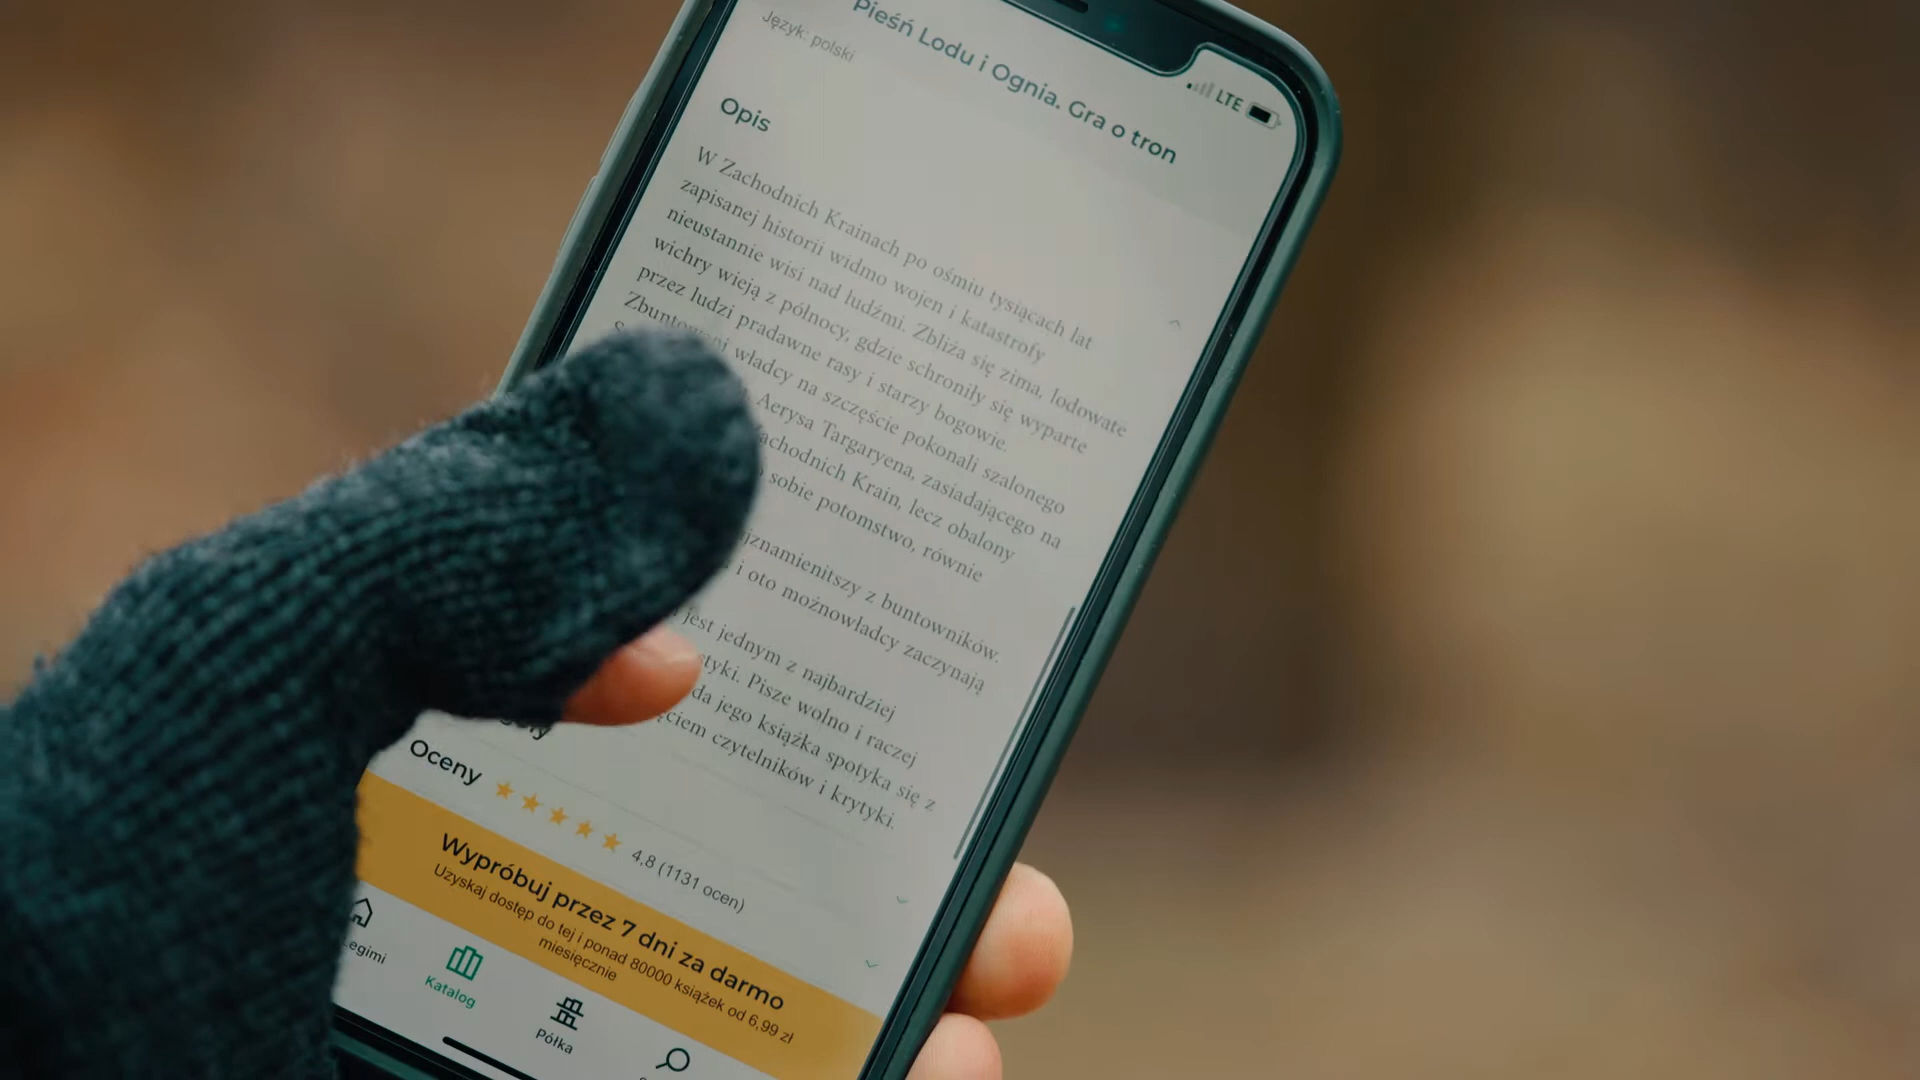 LTE
Pieśń Lodu i Ognia. Gra o tron
Język: polski
Opis
W Zachodnich Krainach po ośmiu tysiącach lat
zapisanej historii widmo wojen i katastrofy
nieustannie wisi nad ludźmi. Zbliża się zima, lodowate
wichry wieją z północy, gdzie schroniły się wyparte
przez ludzi pradawne rasy i starzy bogowie.
Zbuntowani władcy na szczęście pokonali szalonego
Aerysa Targaryena, zasiadającego na
Zachodnich Krain, lecz obalony
sobie potomstwo, równie
z buntowników.
i oto możnowładcy zaczynają
jest jednym z najbardziej
Pisze wolno i raczej
jego książka spotyka się z
czytelników i krytyki.
Oceny
4,8 (1131 ocen)
Wypróbuj przez 7 dni za darmo
Uzyskaj dostęp do tej i ponad 80000 książek od 6,99 zł
miesięcznie
Legimi
Katalog
Półka